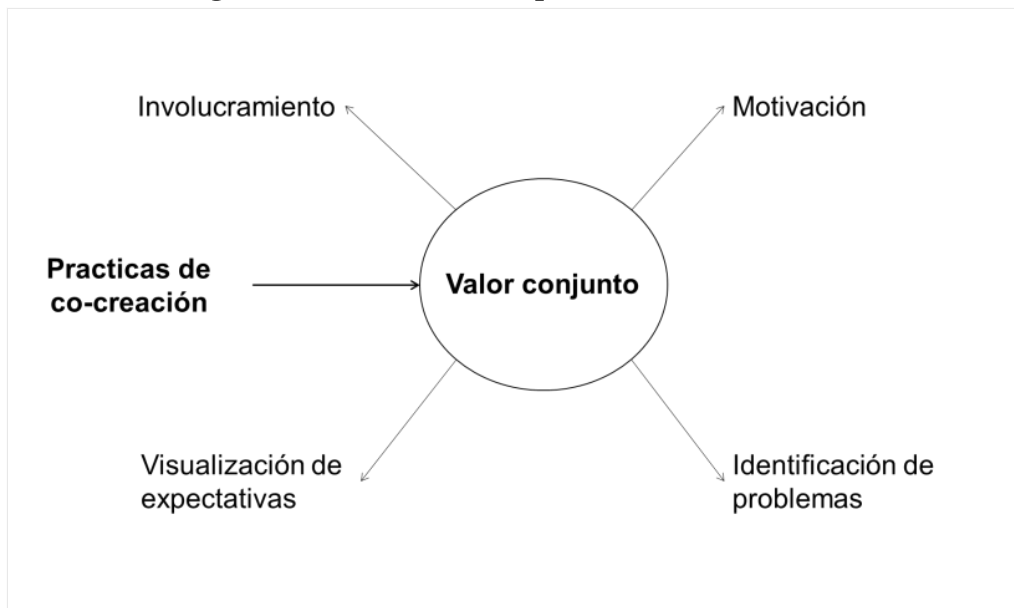 Involucramiento
Motivación
Practicas de
co-creación
Valor conjunto
Visualización de
expectativas
Identificación de
problemas